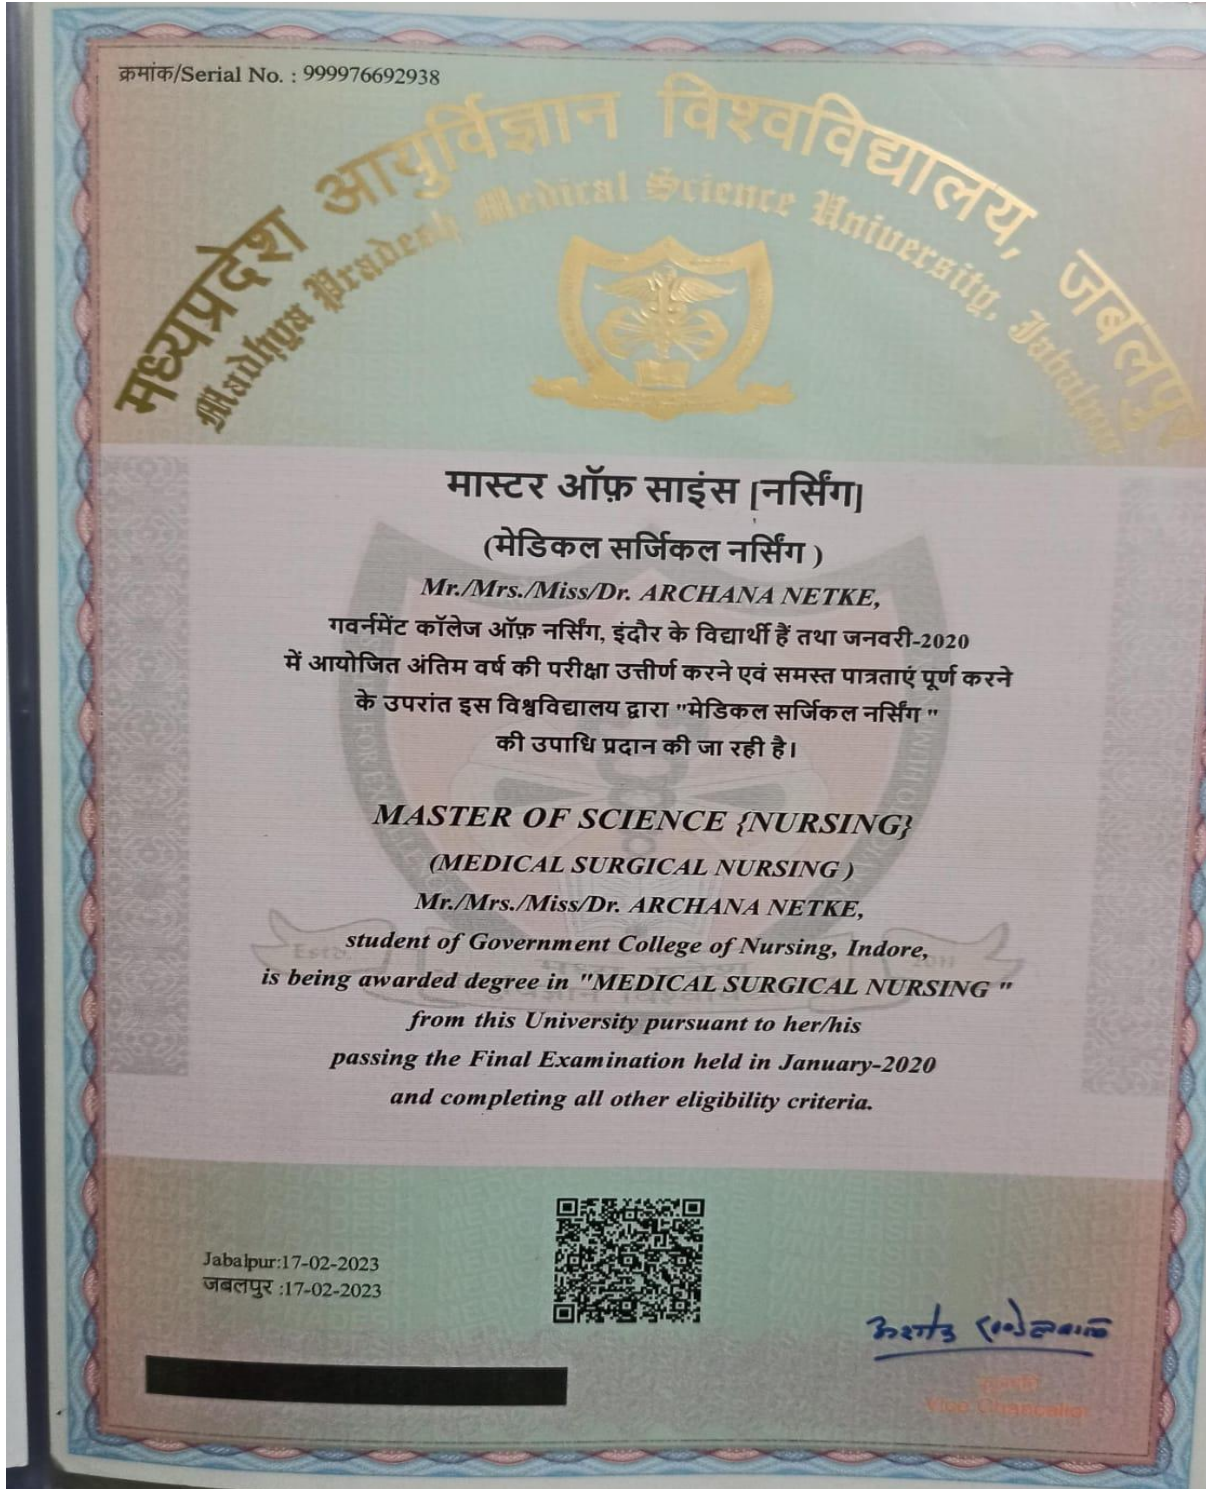 क्रमांक/Serial No. : 999976692938
मध्यप्रदेश आयुर्विज्ञान विश्वविद्यालय, जबलपुर
Madhya Pradesh Medical Science University, Jabalpur
मास्टर ऑफ़ साइंस [नर्सिंग]
(मेडिकल सर्जिकल नर्सिंग )
Mr./Mrs./Miss/Dr. ARCHANA NETKE,
गवर्नमेंट कॉलेज ऑफ़ नर्सिंग, इंदौर के विद्यार्थी हैं तथा जनवरी-2020
में आयोजित अंतिम वर्ष की परीक्षा उत्तीर्ण करने एवं समस्त पात्रताएं पूर्ण करने
के उपरांत इस विश्वविद्यालय द्वारा "मेडिकल सर्जिकल नर्सिंग "
की उपाधि प्रदान की जा रही है।
MASTER OF SCIENCE {NURSING}
(MEDICAL SURGICAL NURSING )
Mr./Mrs./Miss/Dr. ARCHANA NETKE,
student of Government College of Nursing, Indore,
is being awarded degree in "MEDICAL SURGICAL NURSING "
from this University pursuant to her/his
passing the Final Examination held in January-2020
and completing all other eligibility criteria.
Jabalpur:17-02-2023
जबलपुर :17-02-2023
कुलपति
Vice Chancellor